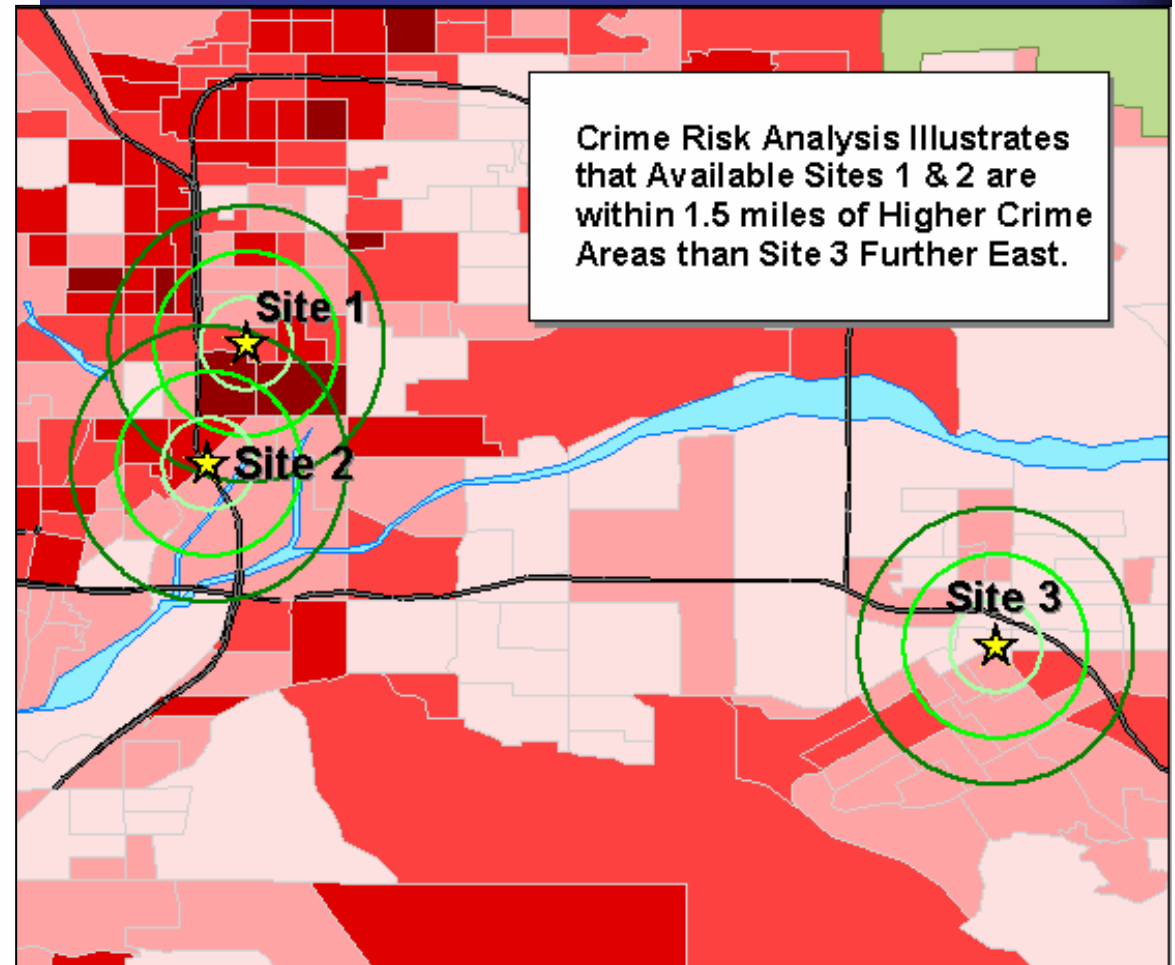 Crime Risk Analysis Illustrates
that Available Sites 1 & 2 are
within 1.5 miles of Higher Crime
Areas than Site 3 Further East.
Site 1
Site 2
Site 3